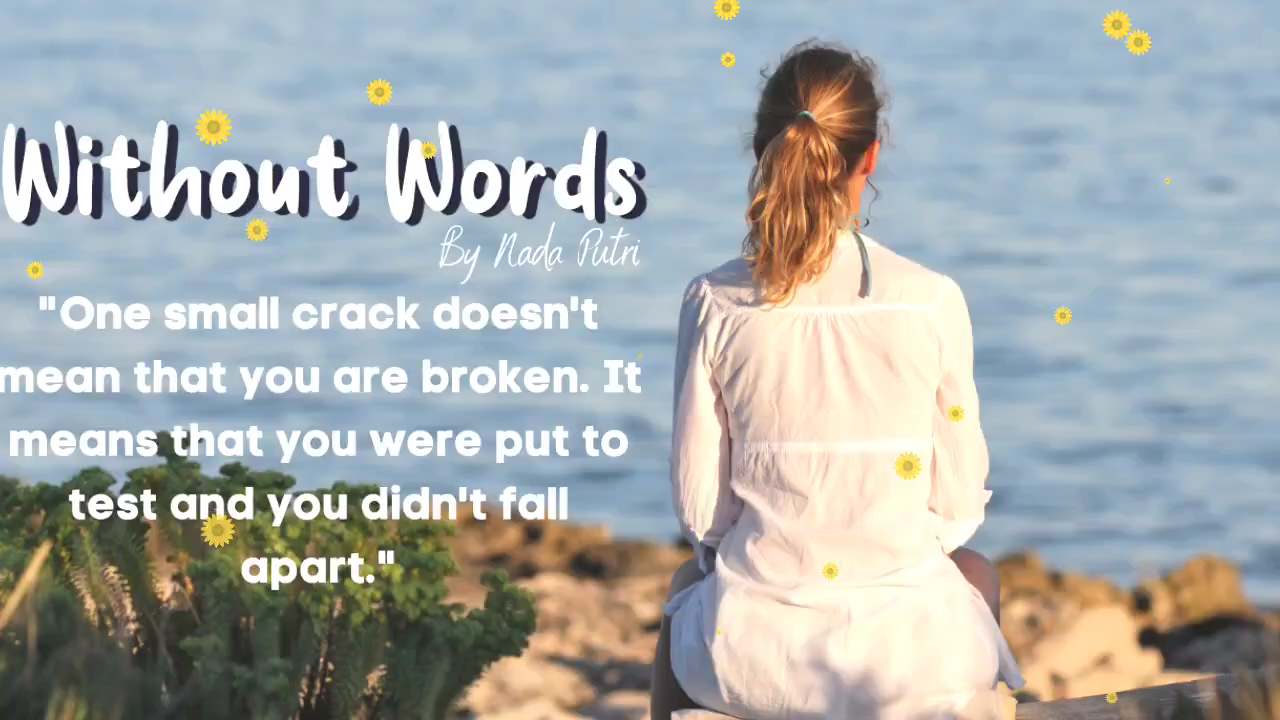 Without Words
By Nada Putri
"One small crack doesn't
mean that you are broken. It
means that you were put to
test and you didn't fall
apart."